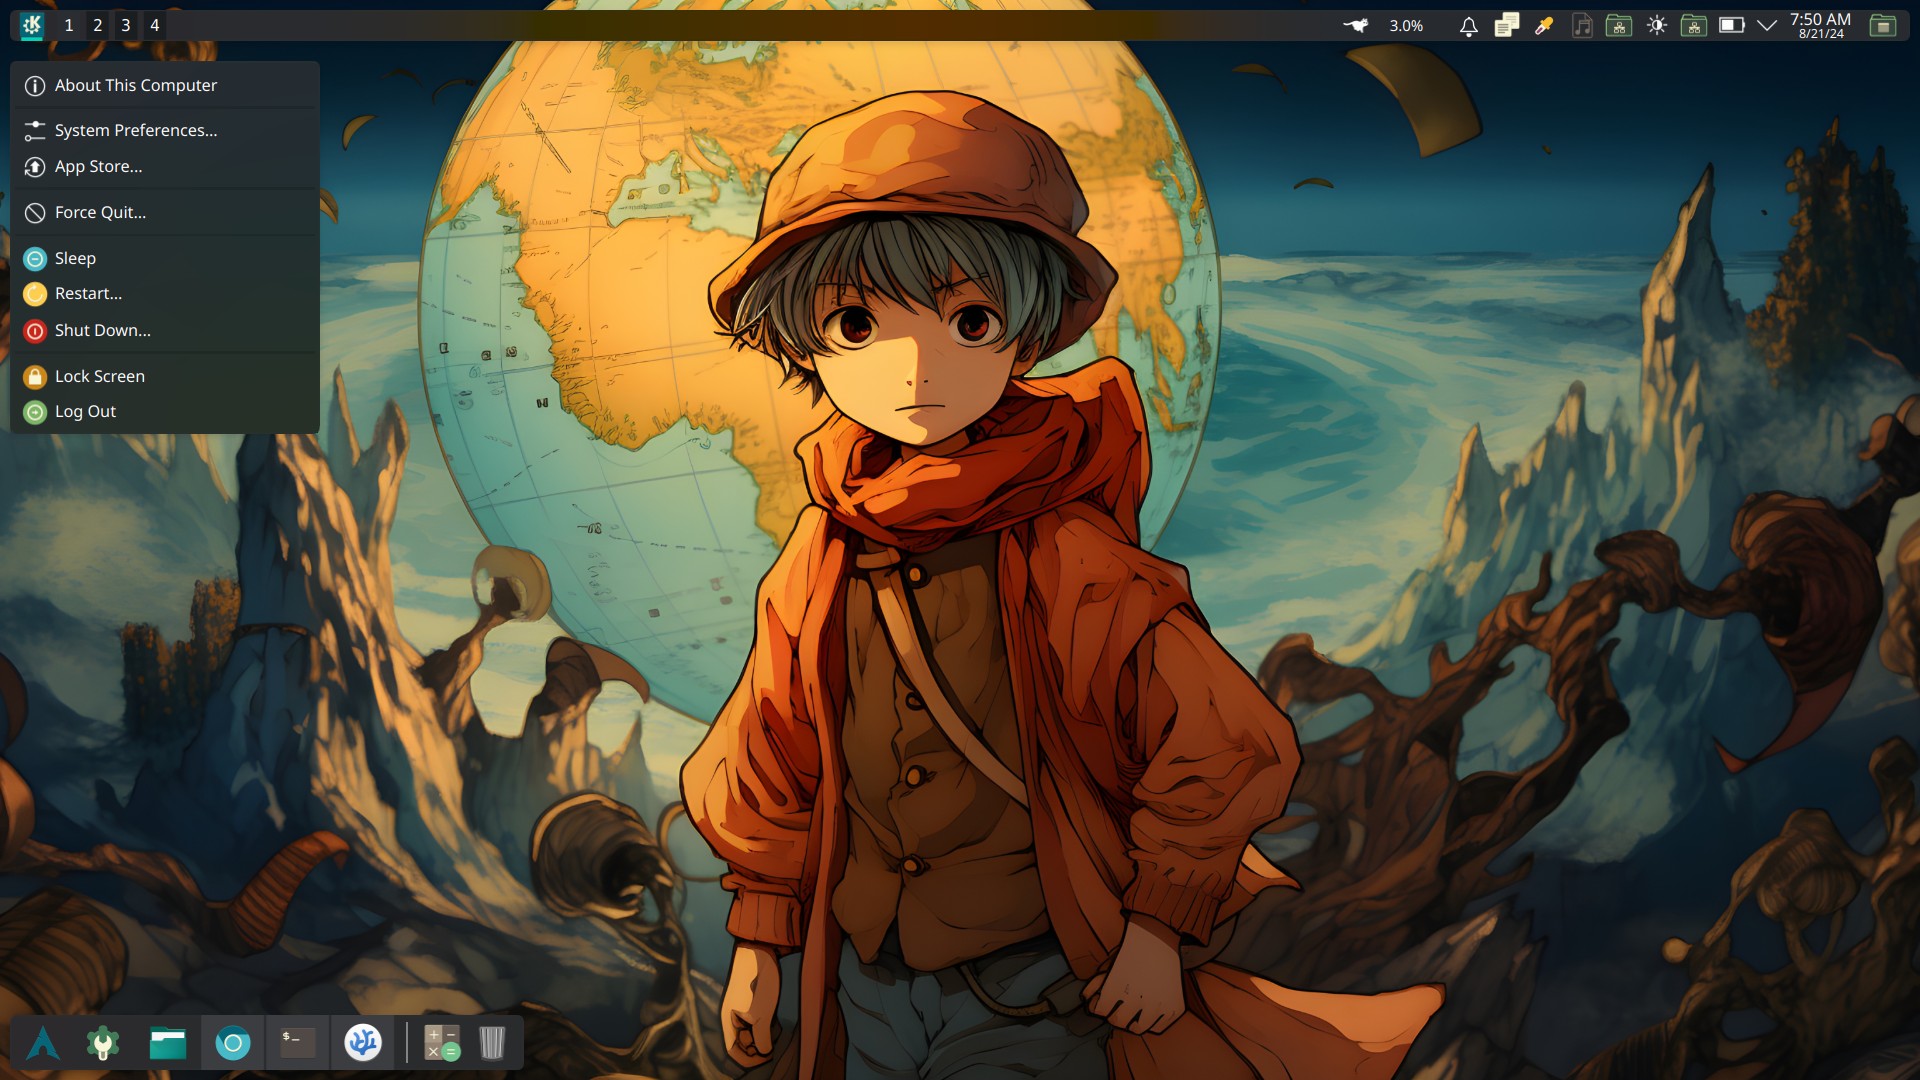 1 2 3 4
3.0%
7:50 AM
8/21/24
About This Computer
System Preferences...
App Store...
Force Quit...
Sleep
Restart...
Shut Down...
Lock Screen
Log Out
$_